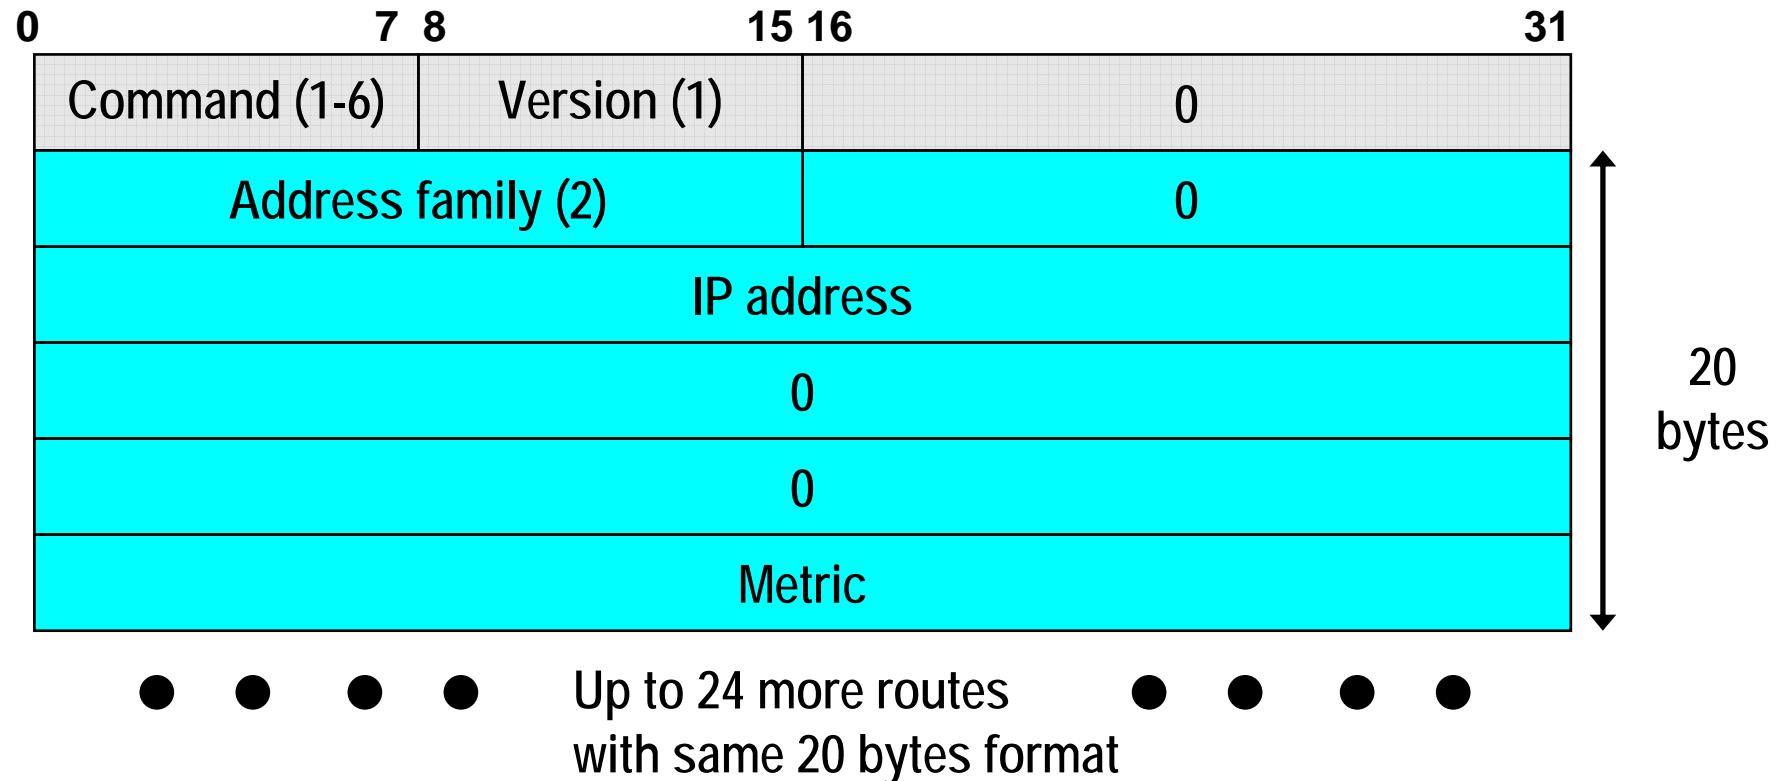 0 7 8 15 16 31
Command (1-6) Version (1) 0
Address family (2) 0
IP address
0
20
bytes
0
Metric
Up to 24 more routes
with same 20 bytes format